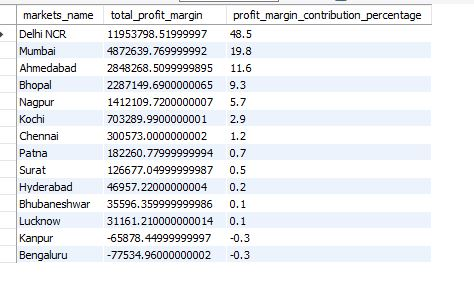 markets_name total_profit_margin profit_margin_contribution_percentage
Delhi NCR 11953798.51999997 48.5
Mumbai 4872639.769999992 19.8
Ahmedabad 2848268.5099999895 11.6
Bhopal 2287149.6900000065 9.3
Nagpur 1412109.7200000007 5.7
Kochi 703289.9900000001 2.9
Chennai 300573.0000000002 1.2
Patna 182260.77999999994 0.7
Surat 126677.04999999987 0.5
Hyderabad 46957.22000000004 0.2
Bhubaneshwar 35596.359999999986 0.1
Lucknow 31161.210000000014 0.1
Kanpur -65878.44999999997 -0.3
Bengaluru -77534.96000000002 -0.3